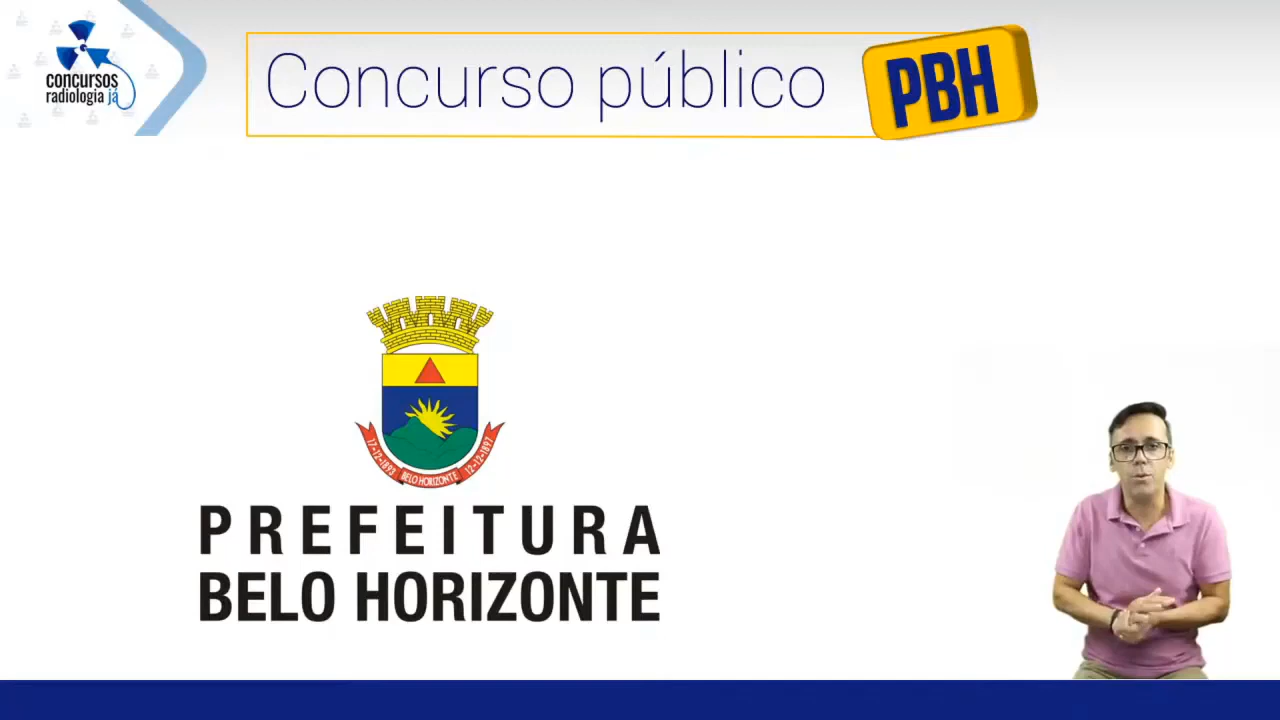 concursos
radiologia já
Concurso público
PBH
17-12-1893
BELO HORIZONTE
12-12-1897
PREFEITURA
BELO HORIZONTE